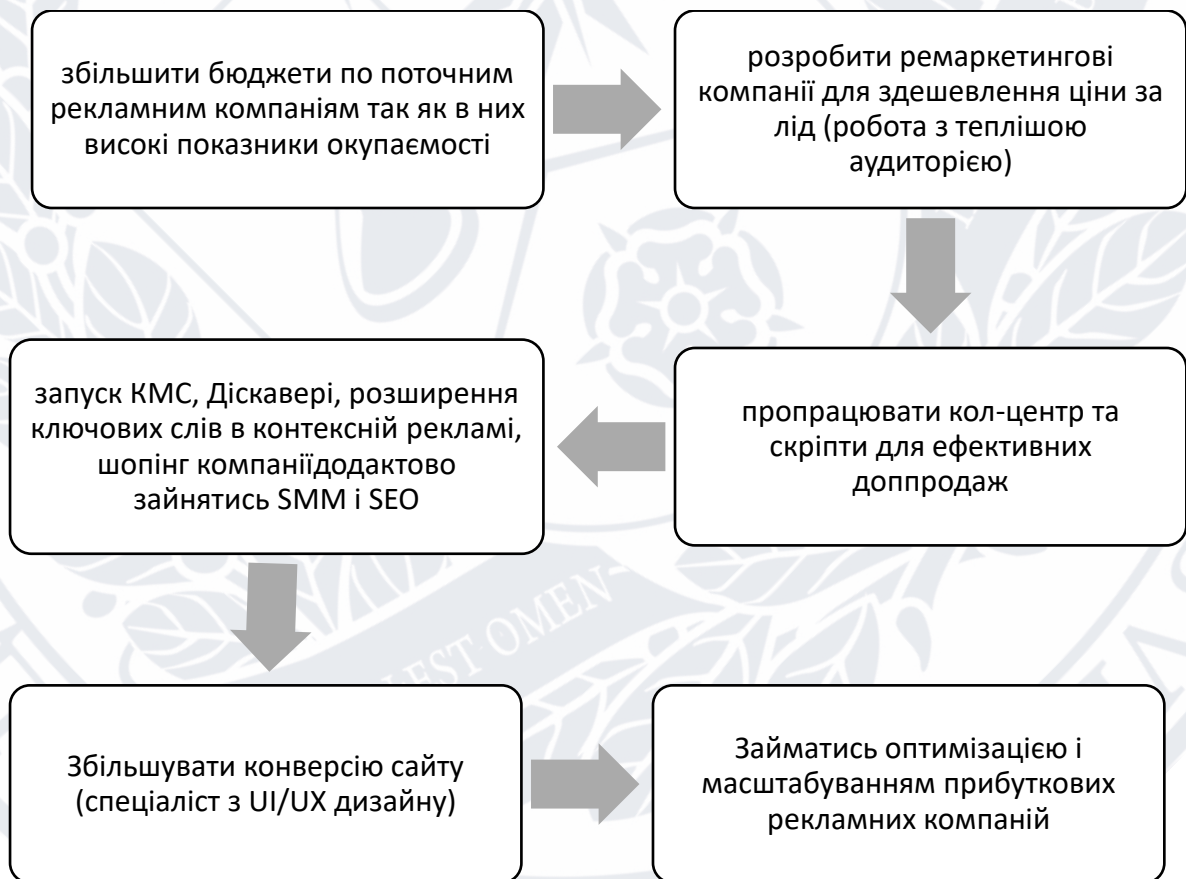 збільшити бюджети по поточним
рекламним компаніям так як в них
високі показники окупаємості
розробити ремаркетингові
компанії для здешевлення ціни за
лід (робота з теплішою
аудиторією)
пропрацювати кол-центр та
скріпти для ефективних
доппродаж
запуск КМС, Діскавері, розширення
ключових слів в контексній рекламі,
шопінг компаніїдодактово
зайнятись SMM і SEO
Збільшувати конверсію сайту
(спеціаліст з UI/UX дизайну)
Займатись оптимізацією і
масштабуванням прибуткових
рекламних компаній
EST OMEN